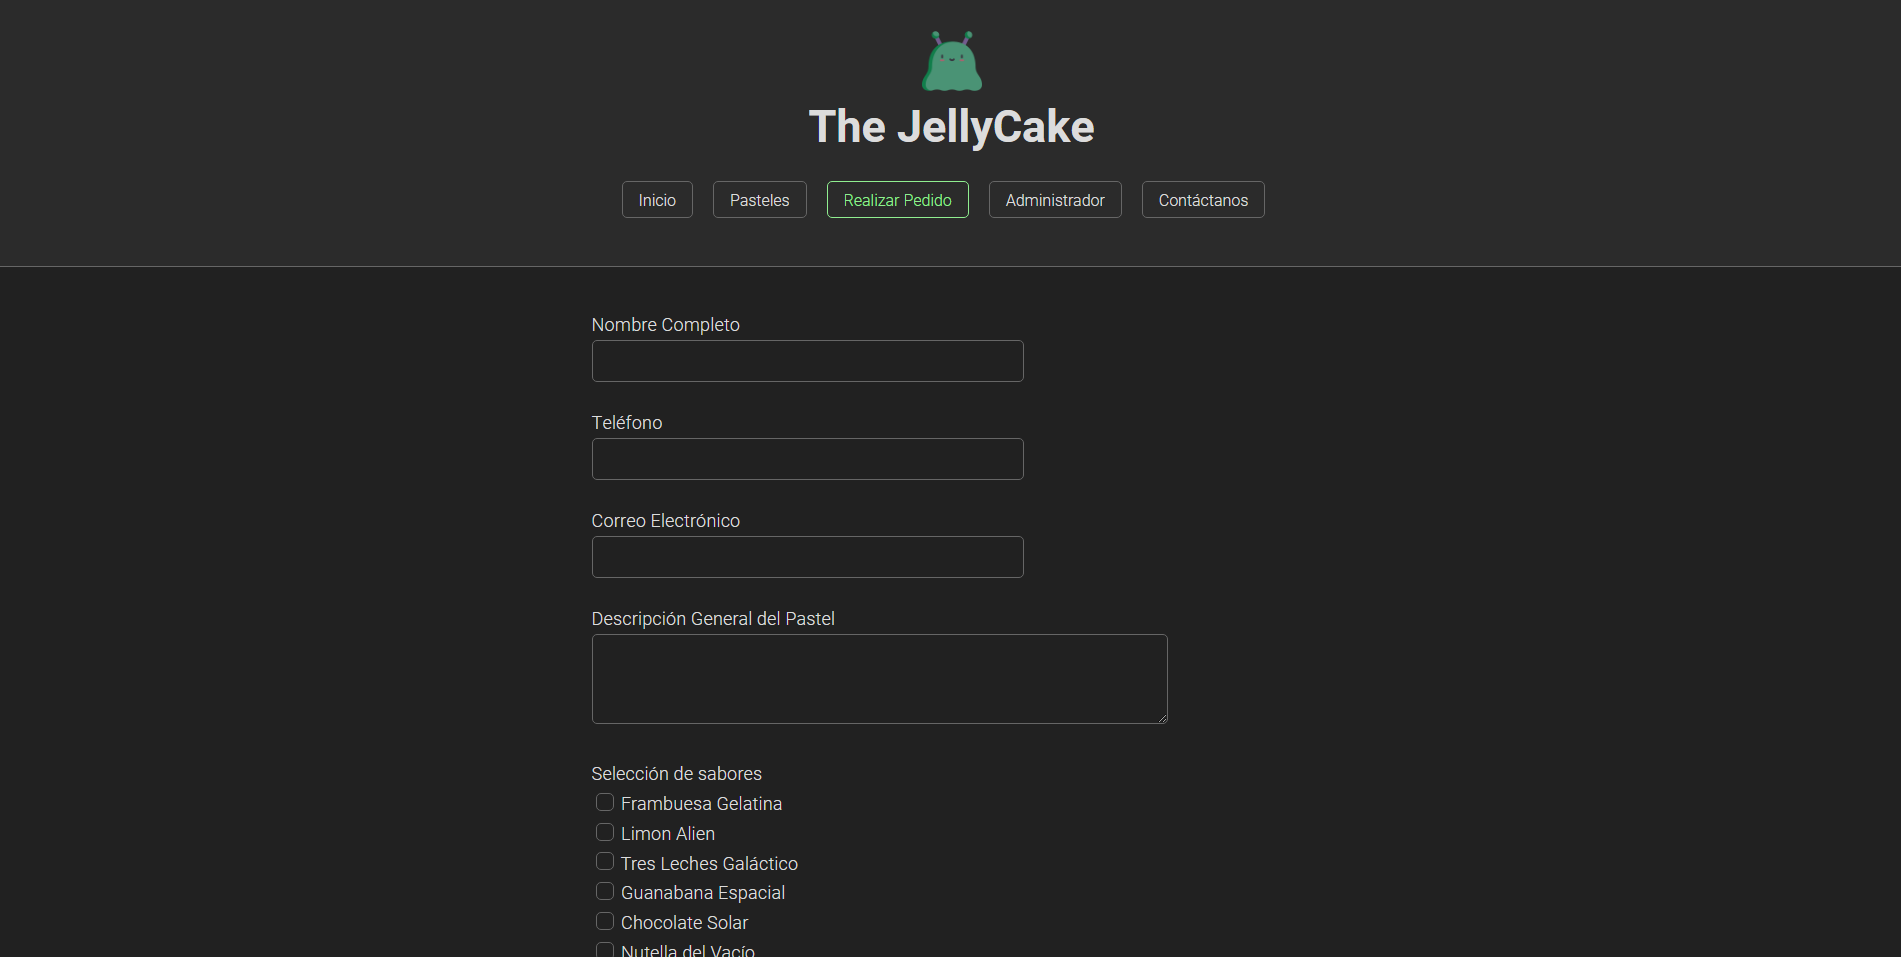 The JellyCake
Inicio Pasteles Realizar Pedido Administrador Contáctanos
Nombre Completo
Teléfono
Correo Electrónico
Descripción General del Pastel
Selección de sabores
Frambuesa Gelatina
Limon Alien
Tres Leches Galáctico
Guanabana Espacial
Chocolate Solar
Nutella del Vacío